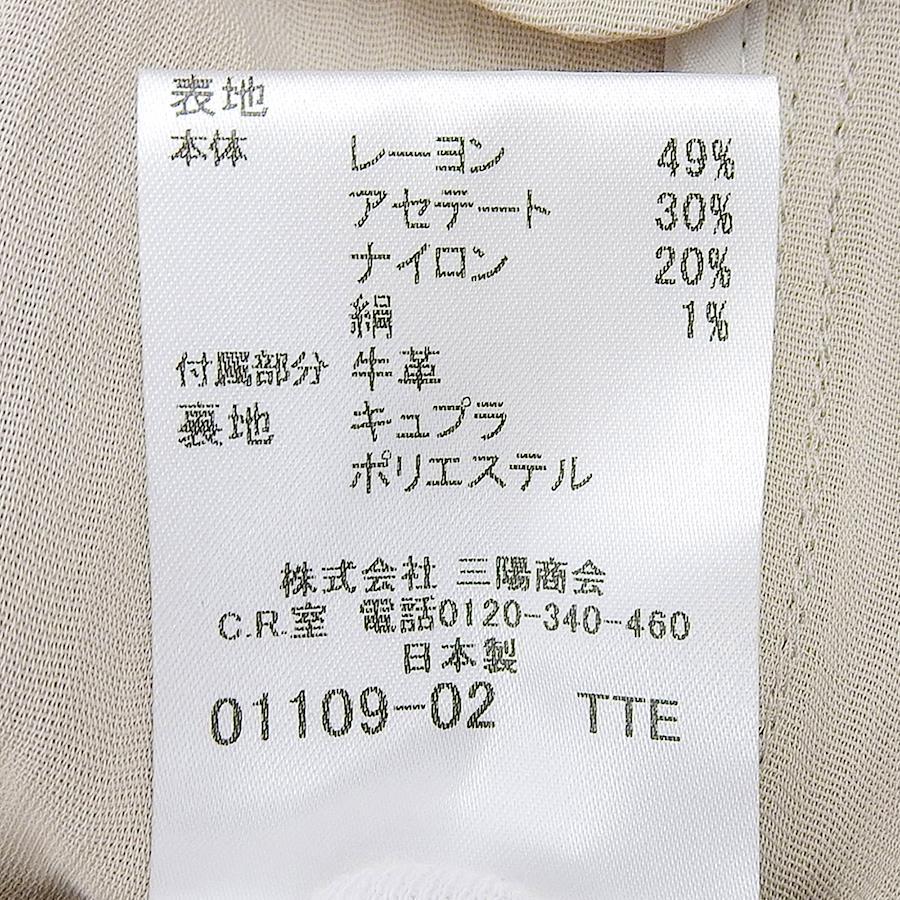 表地
本体 レーヨン 49%
アセテート 30%
ナイロン 20%
絹 1%
付属部分 牛革
裏地 キュプラ
ポリエステル
株式会社 三陽商会
C.R.室 電話0120-340-460
日本製
01109-02 TTE